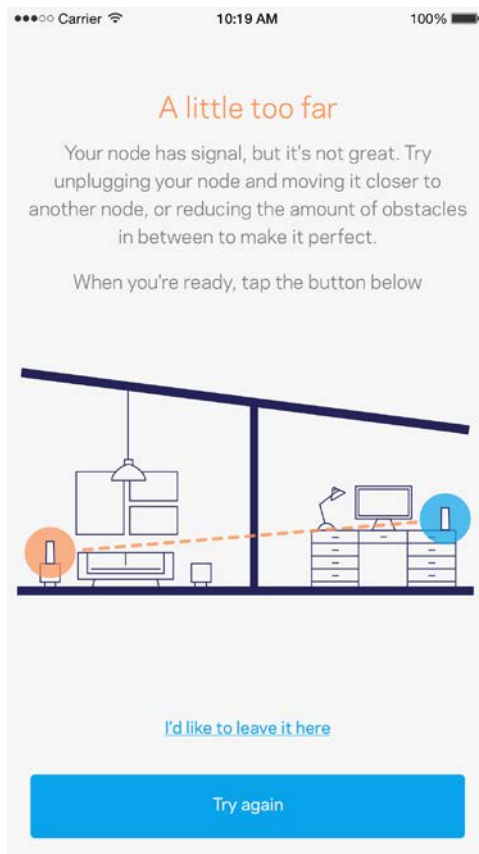 ●●●○○ Carrier 10:19 AM 100%
A little too far
Your node has signal, but it's not great. Try
unplugging your node and moving it closer to
another node, or reducing the amount of obstacles
in between to make it perfect.
When you're ready, tap the button below
I'd like to leave it here
Try again